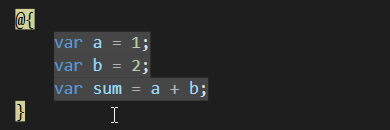 @{
var a = 1;
var b = 2;
var sum = a + b;
}